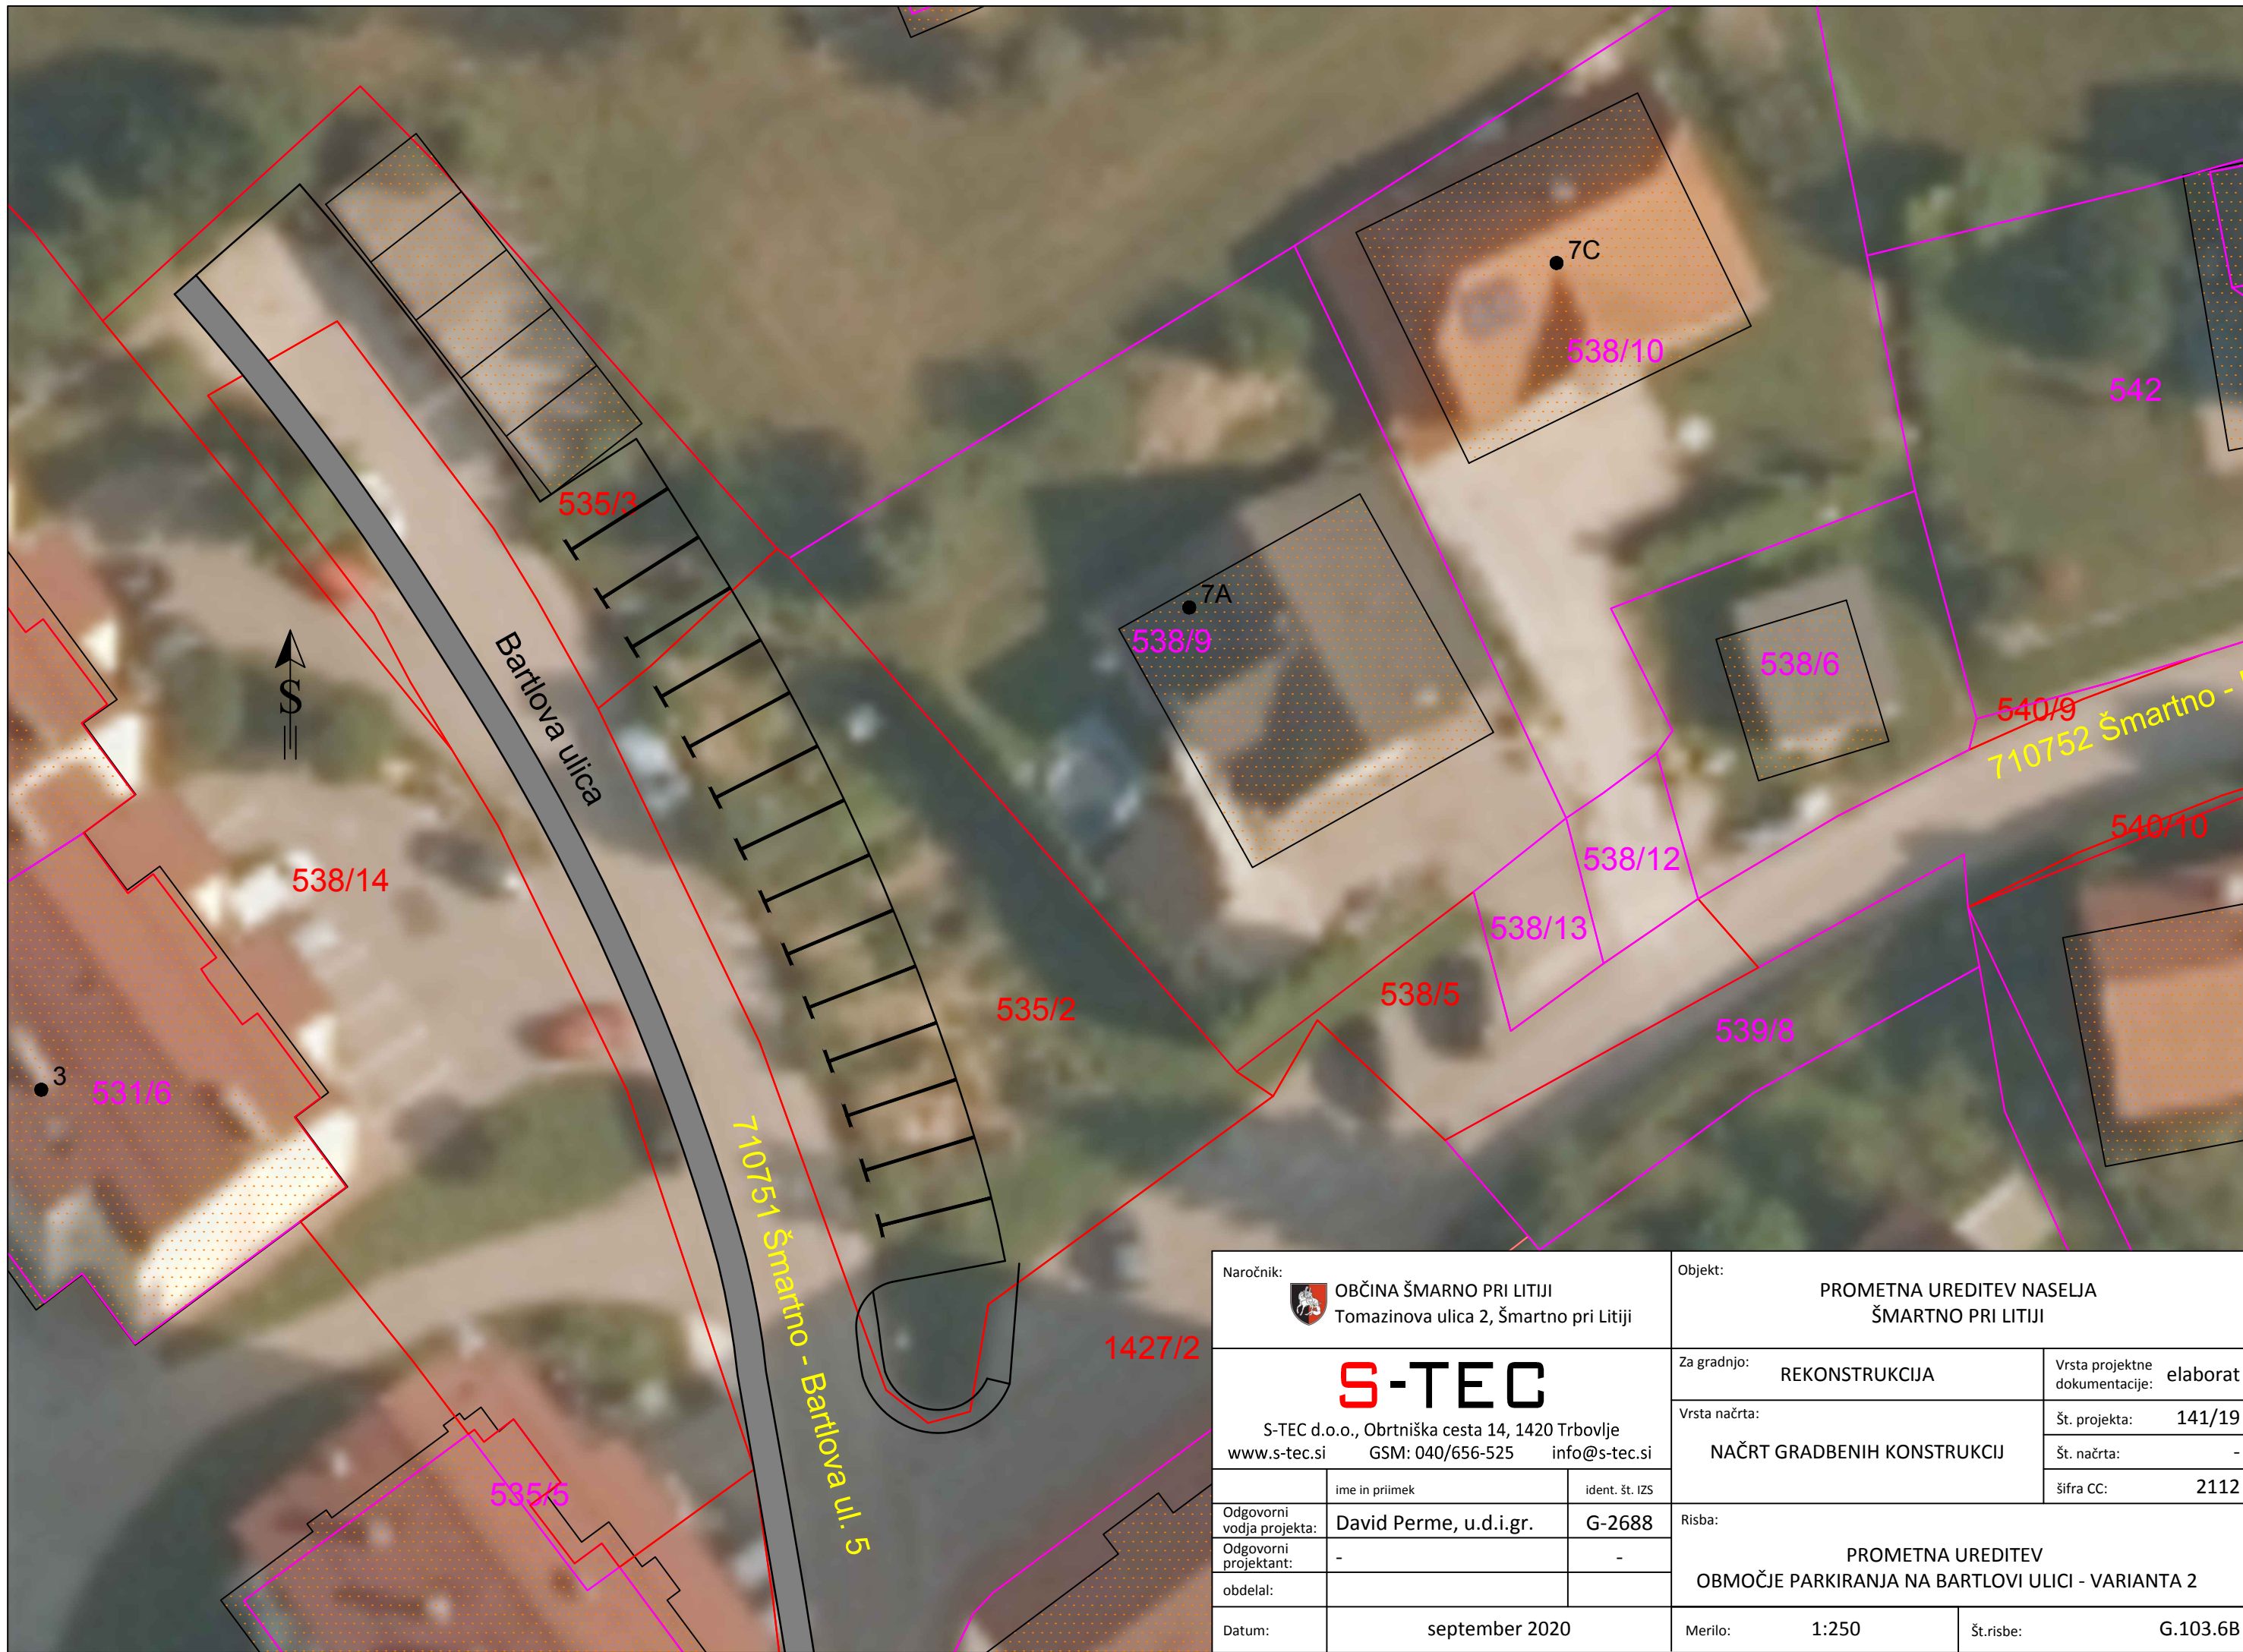 7C
538/10
542
535/3
7A
538/9
538/6
S
Bartlova ulica
540/9
710752 Šmartno -
540/10
538/14
538/12
538/13
535/2
538/5
539/8
3
531/6
710751 Šmartno - Bartlova ul. 5
1427/2
535/5
Naročnik:
OBČINA ŠMARNO PRI LITIJI
Tomazinova ulica 2, Šmartno pri Litiji
Objekt:
PROMETNA UREDITEV NASELJA
ŠMARTNO PRI LITIJI
S-TEC
S-TEC d.o.o., Obrtniška cesta 14, 1420 Trbovlje
www.s-tec.si GSM: 040/656-525 info@s-tec.si
Za gradnjo: REKONSTRUKCIJA
Vrsta projektne
dokumentacije: elaborat
Vrsta načrta:
NAČRT GRADBENIH KONSTRUKCIJ
Št. projekta: 141/19
Št. načrta: -
šifra CC: 2112
ime in priimek ident. št. IZS
Odgovorni
vodja projekta: David Perme, u.d.i.gr. G-2688
Odgovorni
projektant: - -
obdelal:
Datum: september 2020
Risba:
PROMETNA UREDITEV
OBMOČJE PARKIRANJA NA BARTLOVI ULICI - VARIANTA 2
Merilo: 1:250
Št.risbe: G.103.6B